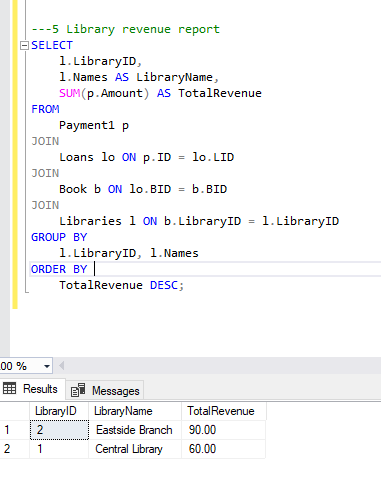 ---5 Library revenue report
SELECT
l.LibraryID,
l.Names AS LibraryName,
SUM(p.Amount) AS TotalRevenue
FROM
Payment1 p
JOIN
Loans lo ON p.ID = lo.LID
JOIN
Book b ON lo.BID = b.BID
JOIN
Libraries l ON b.LibraryID = l.LibraryID
GROUP BY
l.LibraryID, l.Names
ORDER BY
TotalRevenue DESC;
00 %
Results Messages
LibraryID LibraryName TotalRevenue
1 2 Eastside Branch 90.00
2 1 Central Library 60.00